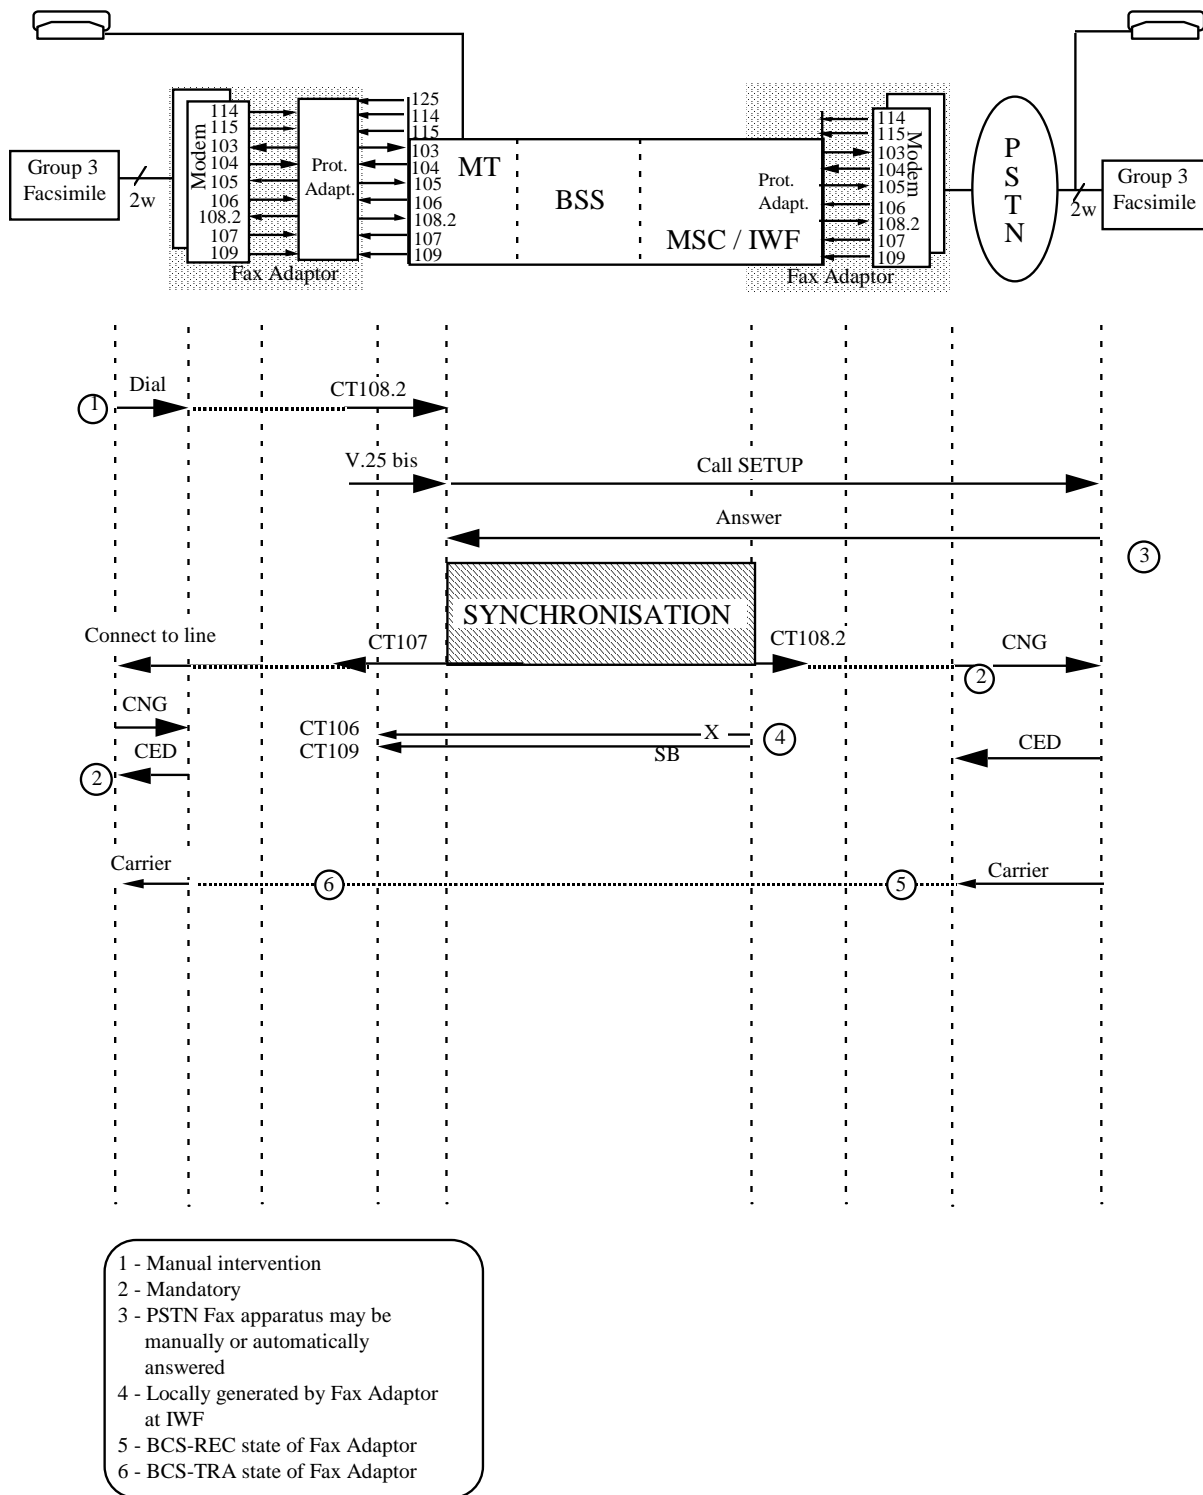 Group 3
Facsimile
2w
Modem
114
115
103
104
105
106
108.2
107
109
Fax Adaptor
Prot.
Adapt.
125
114
115
103
104
105
106
108.2
107
109
MT
BSS
MSC / IWF
Prot.
Adapt.
Fax Adaptor
114
115
103
104
105
106
108.2
107
109
Modem
P
S
T
N
2w
Group 3
Facsimile
1
Dial
CT108.2
V.25 bis
Call SETUP
Answer
3
SYNCHRONISATION
Connect to line
CT107
CT108.2
CNG
2
CNG
CT106
X
4
CT109
SB
CED
CED
2
Carrier
6
5
Carrier
1 - Manual intervention
2 - Mandatory
3 - PSTN Fax apparatus may be
manually or automatically
answered
4 - Locally generated by Fax Adaptor
at IWF
5 - BCS-REC state of Fax Adaptor
6 - BCS-TRA state of Fax Adaptor